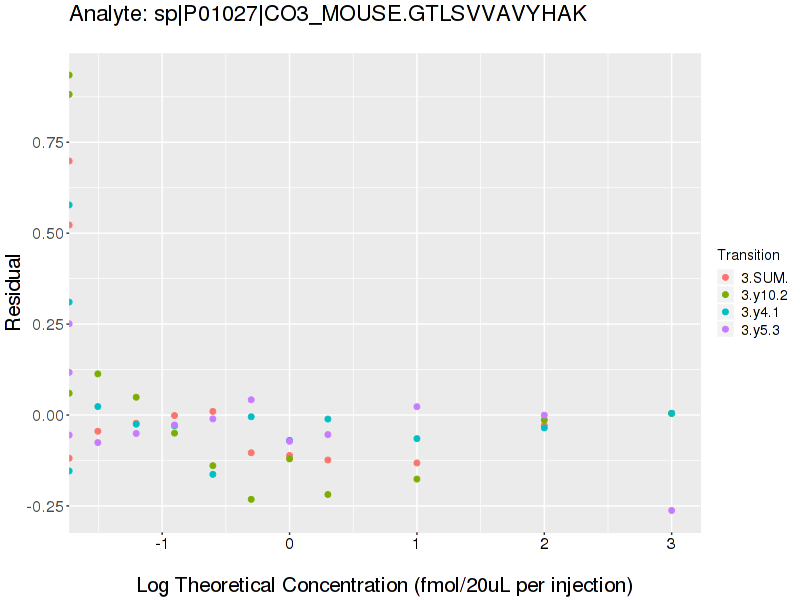 Analyte: sp|P01027|CO3_MOUSE.GTLSVVAVYHAK
0.75
0.50
0.25
0.00
-0.25
Residual
-1
0
1
2
3
Log Theoretical Concentration (fmol/20uL per injection)
Transition
3.SUM.
3.y10.2
3.y4.1
3.y5.3